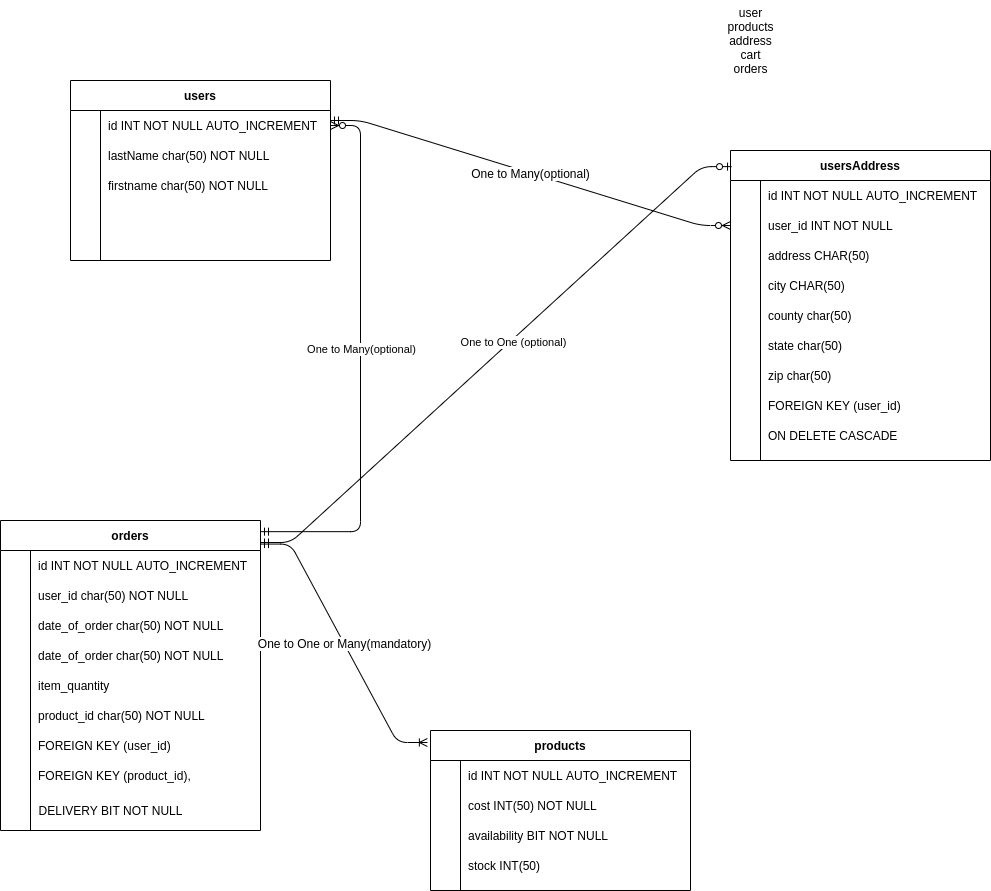 user
products
address
cart
orders
users
id INT NOT NULL AUTO_INCREMENT
lastName char(50) NOT NULL
firstname char(50) NOT NULL
One to Many(optional)
usersAddress
id INT NOT NULL AUTO_INCREMENT
user_id INT NOT NULL
address CHAR(50)
city CHAR(50)
county char(50)
state char(50)
zip char(50)
FOREIGN KEY (user_id)
ON DELETE CASCADE
One to Many(optional)
One to One (optional)
orders
id INT NOT NULL AUTO_INCREMENT
user_id char(50) NOT NULL
date_of_order char(50) NOT NULL
date_of_order char(50) NOT NULL
item_quantity
product_id char(50) NOT NULL
FOREIGN KEY (user_id)
FOREIGN KEY (product_id),
DELIVERY BIT NOT NULL
One to One or Many(mandatory)
products
id INT NOT NULL AUTO_INCREMENT
cost INT(50) NOT NULL
availability BIT NOT NULL
stock INT(50)